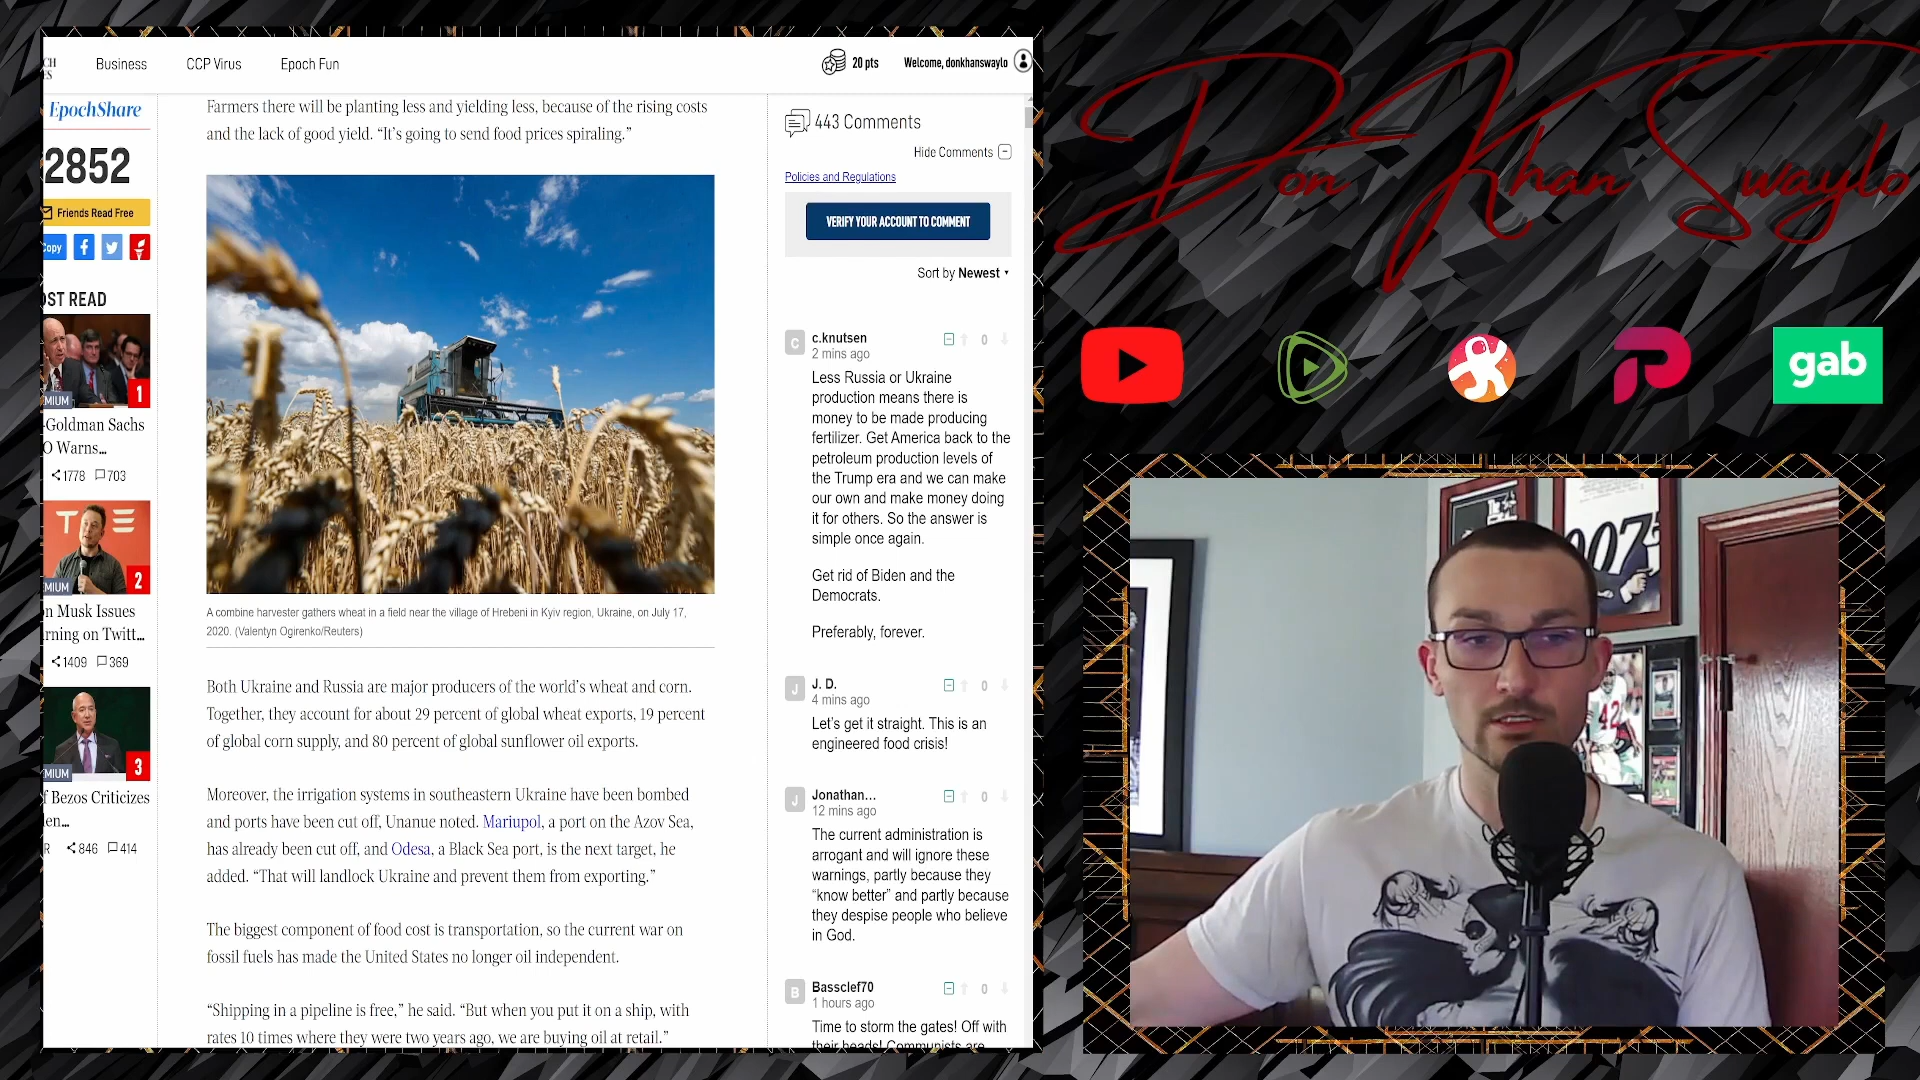 CH
ES
Business
CCP Virus
Epoch Fun
20 pts
Welcome, donkhanswaylo
EpochShare
2852
Friends Read Free
Copy
OST READ
MIUM
1
-Goldman Sachs
O Warns...
1778 703
MIUM
2
n Musk Issues
rning on Twitt...
1409 369
MIUM
3
f Bezos Criticizes
en...
R 846 414
Farmers there will be planting less and yielding less, because of the rising costs
and the lack of good yield. “It’s going to send food prices spiraling.”
A combine harvester gathers wheat in a field near the village of Hrebeni in Kyiv region, Ukraine, on July 17,
2020. (Valentyn Ogirenko/Reuters)
Both Ukraine and Russia are major producers of the world’s wheat and corn.
Together, they account for about 29 percent of global wheat exports, 19 percent
of global corn supply, and 80 percent of global sunflower oil exports.
Moreover, the irrigation systems in southeastern Ukraine have been bombed
and ports have been cut off, Unanue noted. Mariupol, a port on the Azov Sea,
has already been cut off, and Odesa, a Black Sea port, is the next target, he
added. “That will landlock Ukraine and prevent them from exporting.”
The biggest component of food cost is transportation, so the current war on
fossil fuels has made the United States no longer oil independent.
“Shipping in a pipeline is free,” he said. “But when you put it on a ship, with
rates 10 times where they were two years ago, we are buying oil at retail.”
443 Comments
Hide Comments
Policies and Regulations
VERIFY YOUR ACCOUNT TO COMMENT
Sort by Newest
C
c.knutsen
0
2 mins ago
Less Russia or Ukraine
production means there is
money to be made producing
fertilizer. Get America back to the
petroleum production levels of
the Trump era and we can make
our own and make money doing
it for others. So the answer is
simple once again.
Get rid of Biden and the
Democrats.
Preferably, forever.
J
J. D.
0
4 mins ago
Let’s get it straight. This is an
engineered food crisis!
J
Jonathan...
0
12 mins ago
The current administration is
arrogant and will ignore these
warnings, partly because they
“know better” and partly because
they despise people who believe
in God.
B
Bassclef70
0
1 hours ago
Time to storm the gates! Off with
their heads! Communists are
Don Khan Swaylo
gab
007
42